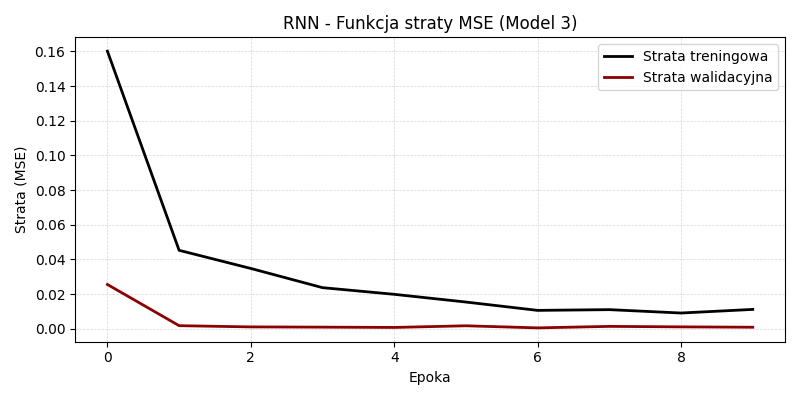 RNN - Funkcja straty MSE (Model 3)
Strata treningowa
Strata walidacyjna
Strata (MSE)
0.16
0.14
0.12
0.10
0.08
0.06
0.04
0.02
0.00
0 2 4 6 8
Epoka